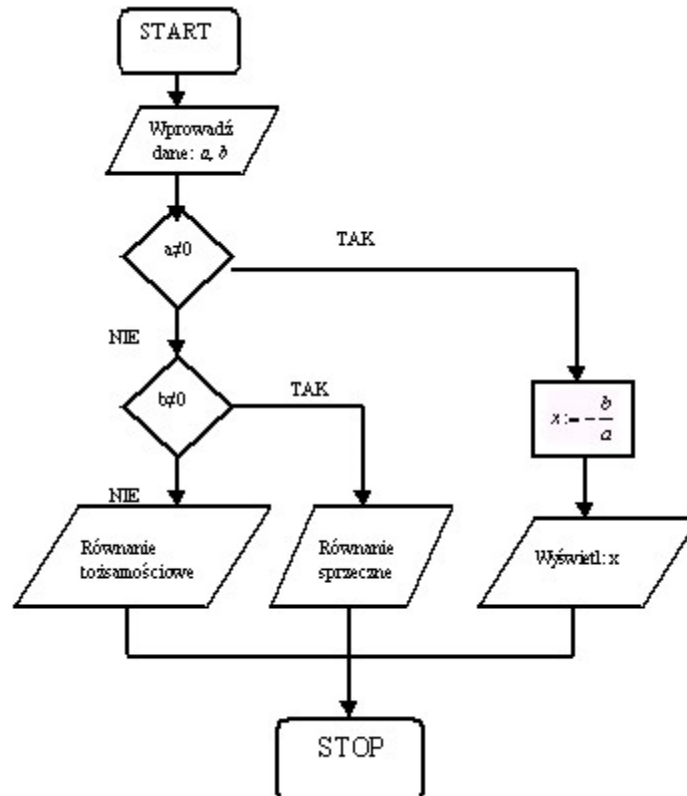 START
Wprowadź
dane: a, b
a≠0
TAK
NIE
b≠0
TAK
x := - b/a
NIE
Równanie
tożsamościowe
Równanie
sprzeczne
Wyświetl: x
STOP